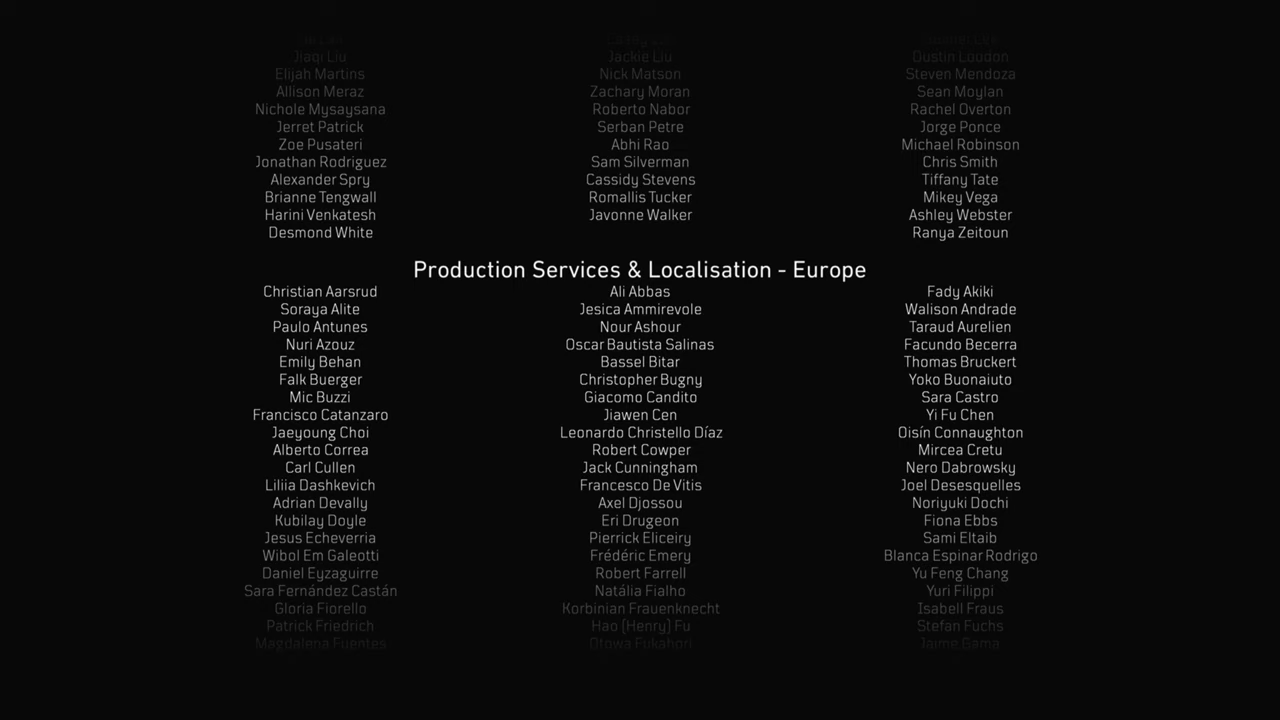 Jiaqi Liu Jackie Liu Dustin Loudon
Elijah Martins Nick Matson Steven Mendoza
Allison Meraz Zachary Moran Sean Moylan
Nichole Mysaysana Roberto Nabor Rachel Overton
Jerret Patrick Serban Petre Jorge Ponce
Zoe Pusateri Abhi Rao Michael Robinson
Jonathan Rodriguez Sam Silverman Chris Smith
Alexander Spry Cassidy Stevens Tiffany Tate
Brianne Tengwall Romallis Tucker Mikey Vega
Harini Venkatesh Javonne Walker Ashley Webster
Desmond White Ranya Zeitoun
Production Services & Localisation - Europe
Christian Aarsrud Ali Abbas Fady Akiki
Soraya Alite Jesica Ammirevole Walison Andrade
Paulo Antunes Nour Ashour Taraud Aurelien
Nuri Azouz Oscar Bautista Salinas Facundo Becerra
Emily Behan Bassel Bitar Thomas Bruckert
Falk Buerger Christopher Bugny Yoko Buonaiuto
Mic Buzzi Giacomo Candito Sara Castro
Francisco Catanzaro Jiawen Cen Yi Fu Chen
Jaeyoung Choi Leonardo Christello Díaz Oisín Connaughton
Alberto Correa Robert Cowper Mircea Cretu
Carl Cullen Jack Cunningham Nero Dabrowsky
Liliia Dashkevich Francesco De Vitis Joel Desesquelles
Adrian Devally Axel Djossou Noriyuki Dochi
Kubilay Doyle Eri Drugeon Fiona Ebbs
Jesus Echeverria Pierrick Eliceiry Sami Eltaib
Wibol Em Galeotti Frédéric Emery Blanca Espinar Rodrigo
Daniel Eyzaguirre Robert Farrell Yu Feng Chang
Sara Fernández Castán Natália Fialho Yuri Filippi
Gloria Fiorello Korbinian Frauenknecht Isabell Fraus
Patrick Friedrich Hao (Henry) Fu Stefan Fuchs
Magdalena Fuentes Otowa Fukahori Jaime Gama